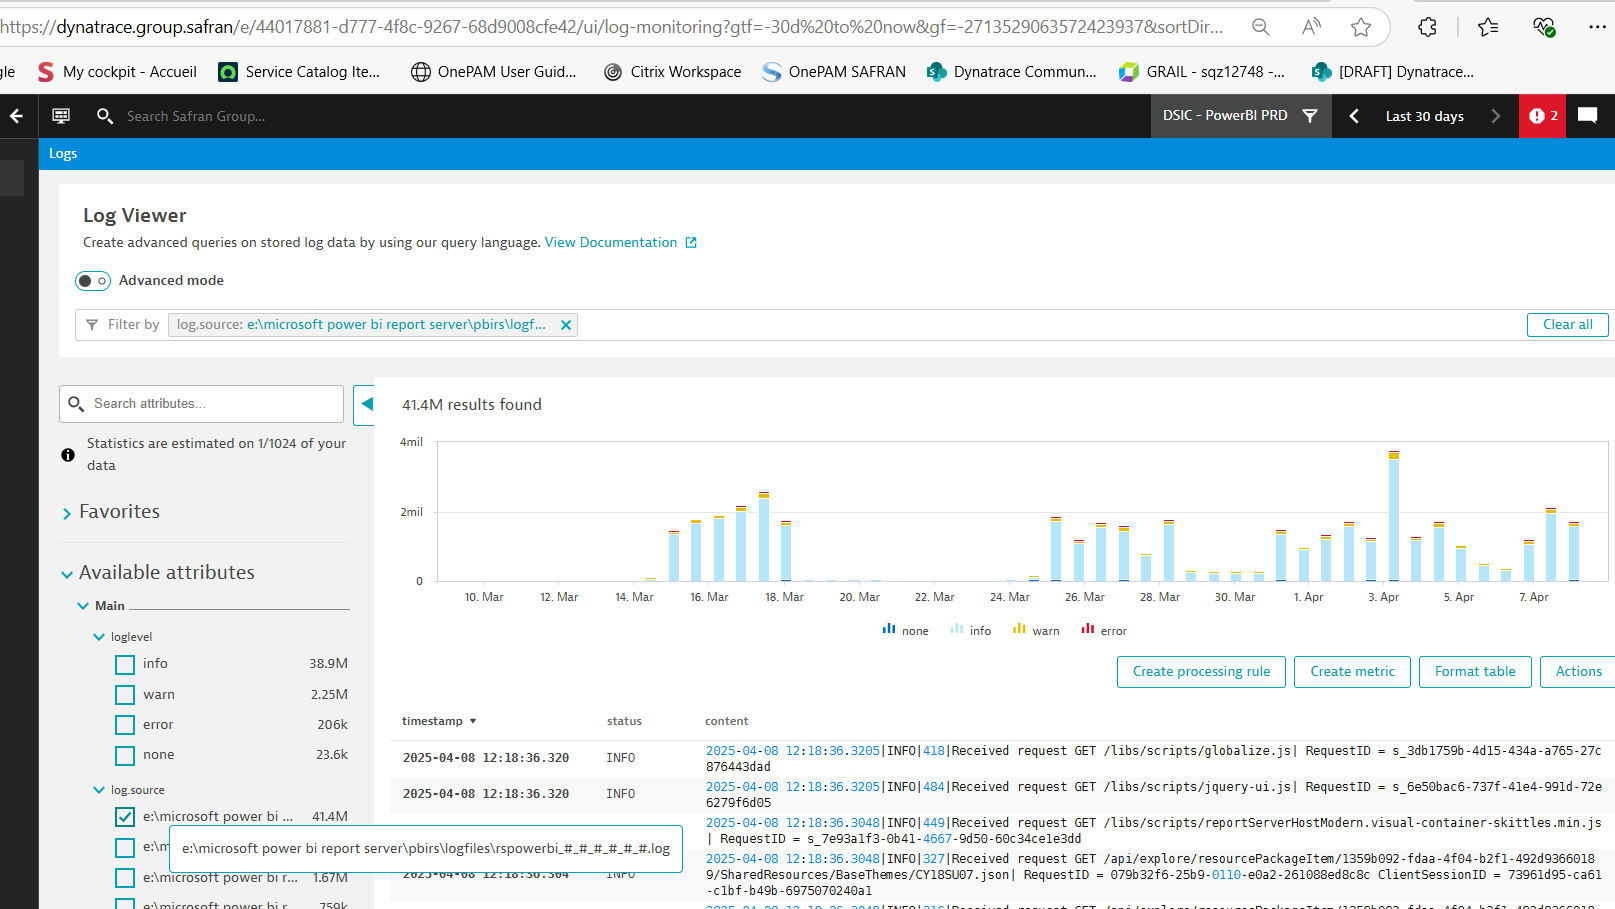 https://dynatrace.group.safran/e/44017881-d777-4f8c-9267-68d9008cfe42/ui/log-monitoring?gtf=-30d%20to%20now&gf=-2713529063572423937&sortDir...
gle My cockpit - Accueil Service Catalog Ite... OnePAM User Guid... Citrix Workspace OnePAM SAFRAN Dynatrace Commun... GRAIL - sqz12748 -... [DRAFT] Dynatrace...
Search Safran Group... DSIC - PowerBI PRD Last 30 days 2
Logs
Log Viewer
Create advanced queries on stored log data by using our query language. View Documentation
Advanced mode
Filter by log.source: e:\microsoft power bi report server\pbirs\logf... Clear all
Search attributes...
Statistics are estimated on 1/1024 of your
data
Favorites
Available attributes
Main
loglevel
info 38.9M
warn 2.25M
error 206k
none 23.6k
log.source
e:\microsoft power bi ... 41.4M
e:\microsoft power bi report server\pbirs\logfiles\rspowerbi_#_#_#_#_#_#.log
e:\microsoft power bi r... 1.67M
e:\microsoft power bi r 759k
41.4M results found
4mil
2mil
0
10. Mar 12. Mar 14. Mar 16. Mar 18. Mar 20. Mar 22. Mar 24. Mar 26. Mar 28. Mar 30. Mar 1. Apr 3. Apr 5. Apr 7. Apr
none info warn error
Create processing rule Create metric Format table Actions
timestamp status content
2025-04-08 12:18:36.320 INFO 2025-04-08 12:18:36.3205|INFO|418|Received request GET /libs/scripts/globalize.js| RequestID = s_3db1759b-4d15-434a-a765-27c
876443dad
2025-04-08 12:18:36.320 INFO 2025-04-08 12:18:36.3205|INFO|484|Received request GET /libs/scripts/jquery-ui.js| RequestID = s_6e50bac6-737f-41e4-991d-72e
6279f6d05
2025-04-08 12:18:36.3048|INFO|449|Received request GET /libs/scripts/reportServerHostModern.visual-container-skittles.min.js
| RequestID = s_7e93a1f3-0b41-4667-9d50-60c34ce1e3dd
2025-04-08 12:18:36.304 INFO 2025-04-08 12:18:36.3048|INFO|327|Received request GET /api/explore/resourcePackageItem/1359b092-fdaa-4f04-b2f1-492d9366018
9/SharedResources/BaseThemes/CY18SU07.json| RequestID = 079b32f6-25b9-0110-e0a2-261088ed8c8c ClientSessionID = 73961d95-ca61
-c1bf-b49b-6975070240a1